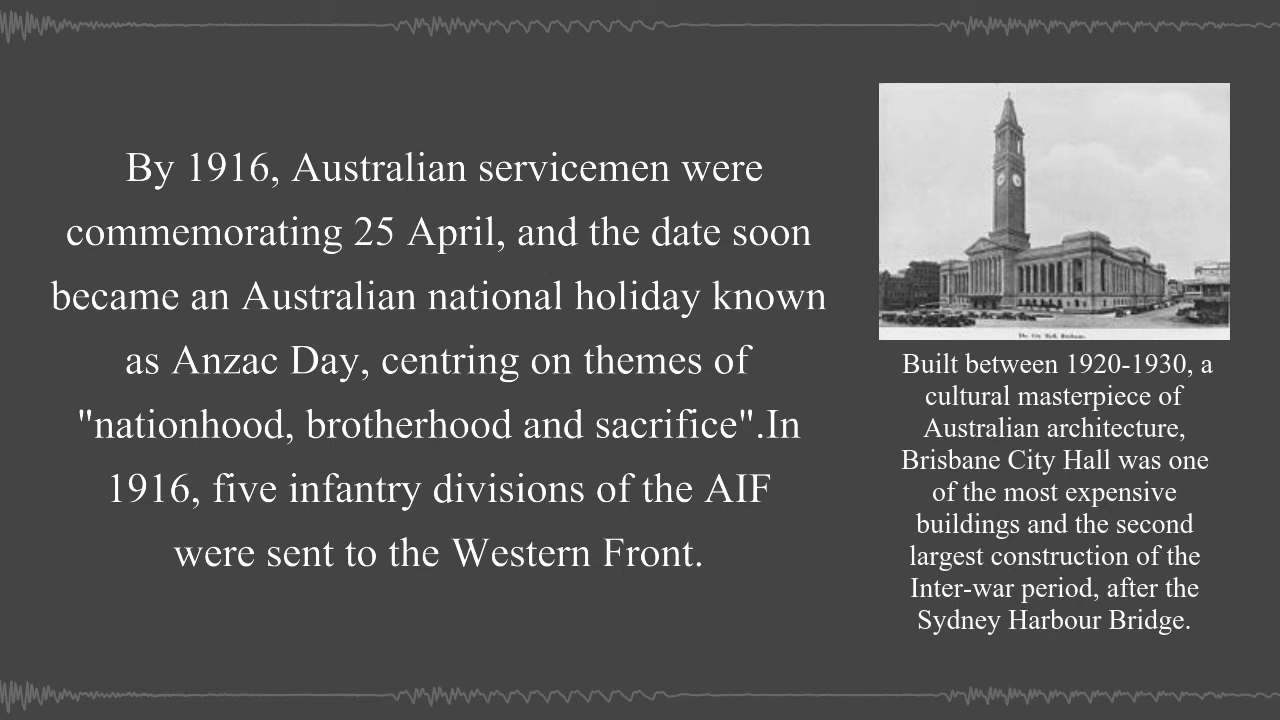 By 1916, Australian servicemen were
commemorating 25 April, and the date soon
became an Australian national holiday known
as Anzac Day, centring on themes of
"nationhood, brotherhood and sacrifice".In
1916, five infantry divisions of the AIF
were sent to the Western Front.
The City Hall, Brisbane.
Built between 1920-1930, a
cultural masterpiece of
Australian architecture,
Brisbane City Hall was one
of the most expensive
buildings and the second
largest construction of the
Inter-war period, after the
Sydney Harbour Bridge.